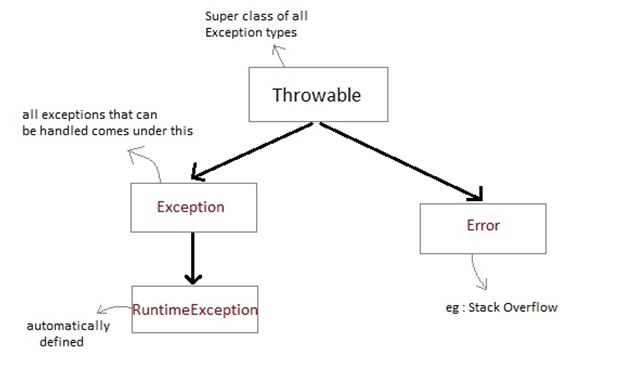 Super class of all
Exception types
Throwable
all exceptions that can
be handled comes under this
Exception
Error
RuntimeException
eg : Stack Overflow
automatically
defined